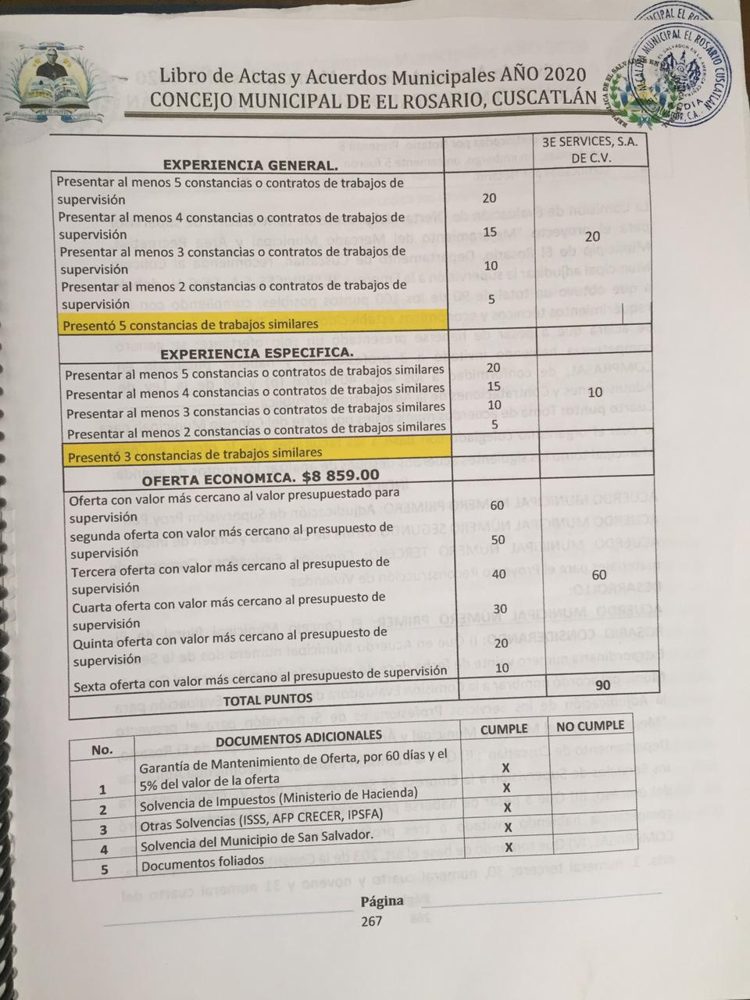 Libro de Actas y Acuerdos Municipales AÑO 2020
CONCEJO MUNICIPAL DE EL ROSARIO, CUSCATLÁN
3E SERVICES, S.A.
DE C.V.
EXPERIENCIA GENERAL.
Presentar al menos 5 constancias o contratos de trabajos de
supervisión 20
Presentar al menos 4 constancias o contratos de trabajos de
supervisión 15 20
Presentar al menos 3 constancias o contratos de trabajos de
supervisión 10
Presentar al menos 2 constancias o contratos de trabajos de
supervisión 5
Presentó 5 constancias de trabajos similares
EXPERIENCIA ESPECIFICA.
Presentar al menos 5 constancias o contratos de trabajos similares 20
Presentar al menos 4 constancias o contratos de trabajos similares 15 10
Presentar al menos 3 constancias o contratos de trabajos similares 10
Presentar al menos 2 constancias o contratos de trabajos similares 5
Presentó 3 constancias de trabajos similares
OFERTA ECONOMICA. $8 859.00
Oferta con valor más cercano al valor presupuestado para
supervisión 60
segunda oferta con valor más cercano al presupuesto de
supervisión 50
Tercera oferta con valor más cercano al presupuesto de
supervisión 40 60
Cuarta oferta con valor más cercano al presupuesto de
supervisión 30
Quinta oferta con valor más cercano al presupuesto de
supervisión 20
Sexta oferta con valor más cercano al presupuesto de supervisión 10
TOTAL PUNTOS 90
No. DOCUMENTOS ADICIONALES CUMPLE NO CUMPLE
1 Garantía de Mantenimiento de Oferta, por 60 días y el
5% del valor de la oferta X
2 Solvencia de Impuestos (Ministerio de Hacienda) X
3 Otras Solvencias (ISSS, AFP CRECER, IPSFA) X
4 Solvencia del Municipio de San Salvador. X
5 Documentos foliados X
Página
267